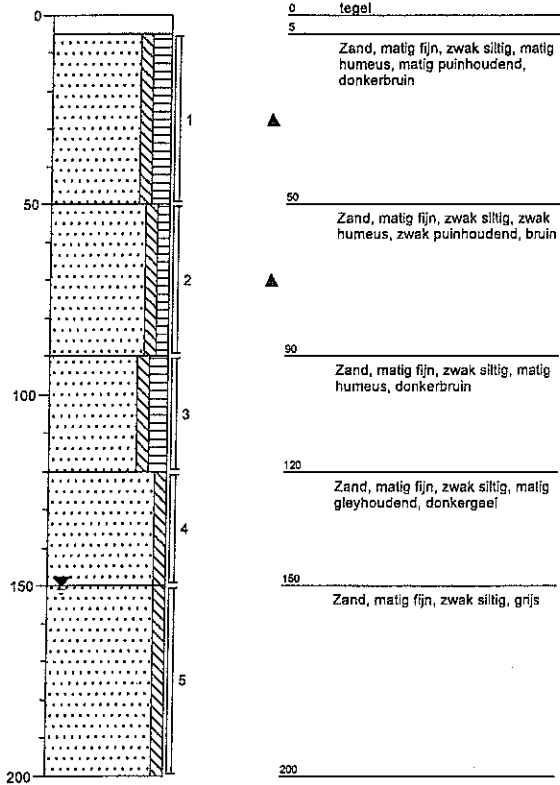 0
0 tegel
5
Zand, matig fijn, zwak siltig, matig
humeus, matig puinhoudend,
donkerbruin
1
50
50
Zand, matig fijn, zwak siltig, zwak
humeus, zwak puinhoudend, bruin
2
90
Zand, matig fijn, zwak siltig, matig
humeus, donkerbruin
100
3
120
Zand, matig fijn, zwak siltig, matig
gleyhoudend, donkergeel
4
150
150
Zand, matig fijn, zwak siltig, grijs
5
200
200